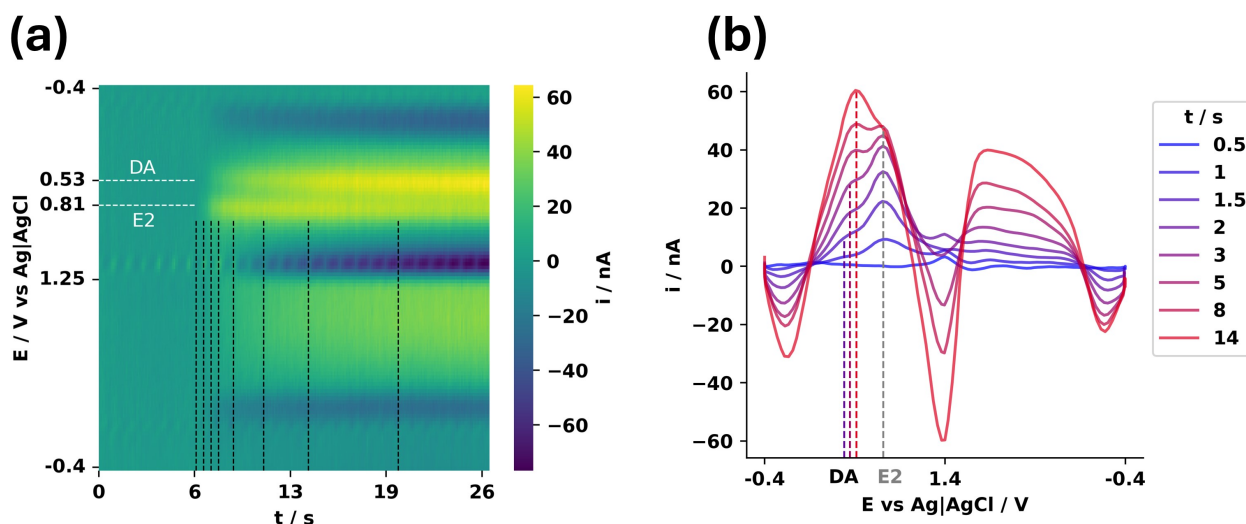 (a)
-0.4
DA
0.53
0.81
E2
1.25
-0.4
E / V vs Ag|AgCl
0
6
13
19
26
t / s
60
40
20
0
−20
−40
−60
i / nA
(b)
60
40
20
0
−20
−40
−60
i / nA
-0.4
DA
E2
1.4
-0.4
E vs Ag|AgCl / V
t / s
0.5
1
1.5
2
3
5
8
14